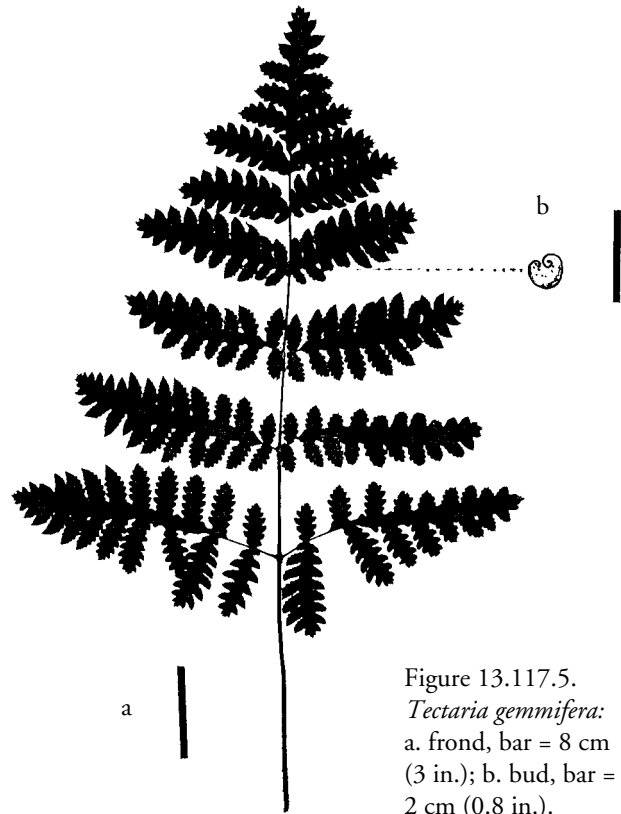 b
a
Figure 13.117.5.
Tectaria gemmifera:
a. frond, bar = 8 cm
(3 in.); b. bud, bar =
2 cm (0.8 in.).